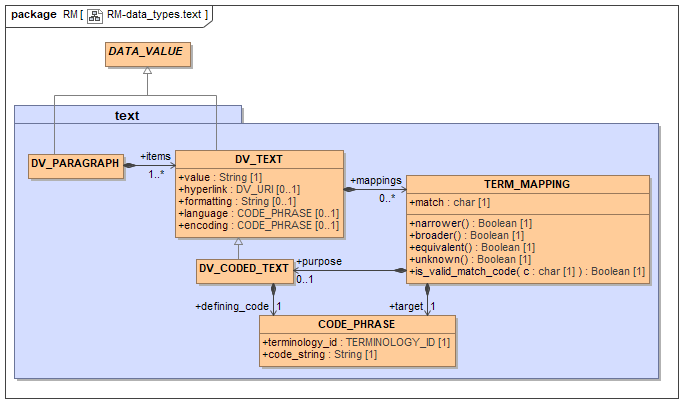 package RM [ RM-data_types.text ]
DATA_VALUE
text
DV_PARAGRAPH
+items
1..*
DV_TEXT
+value : String [1]
+hyperlink : DV_URI [0..1]
+formatting : String [0..1]
+language : CODE_PHRASE [0..1]
+encoding : CODE_PHRASE [0..1]
+mappings
0..*
TERM_MAPPING
+match : char [1]
+narrower() : Boolean [1]
+broader() : Boolean [1]
+equivalent() : Boolean [1]
+unknown() : Boolean [1]
+is_valid_match_code( c : char [1] ) : Boolean [1]
DV_CODED_TEXT
+purpose
0..1
+defining_code 1
+target 1
CODE_PHRASE
+terminology_id : TERMINOLOGY_ID [1]
+code_string : String [1]